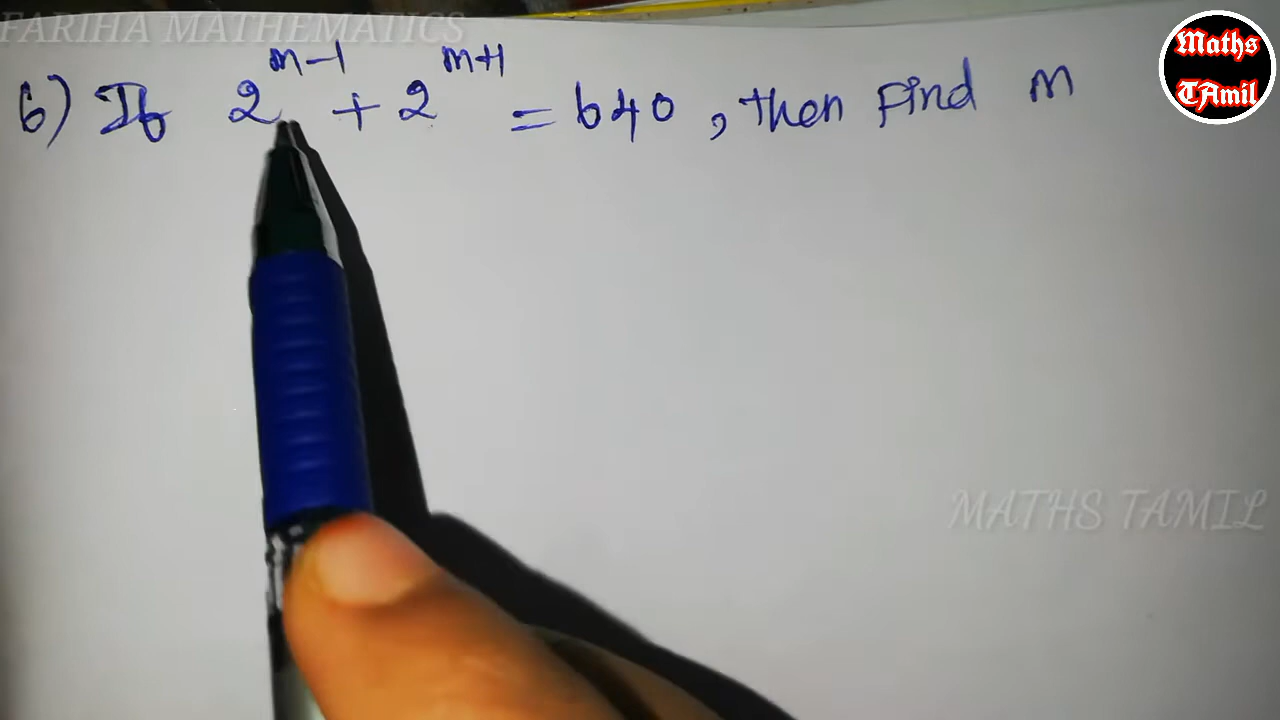 FARIHA MATHEMATICS
Maths
TAmil
6) If 2^{m-1} + 2^{m+1} = 640, then Find m
MATHS TAMIL